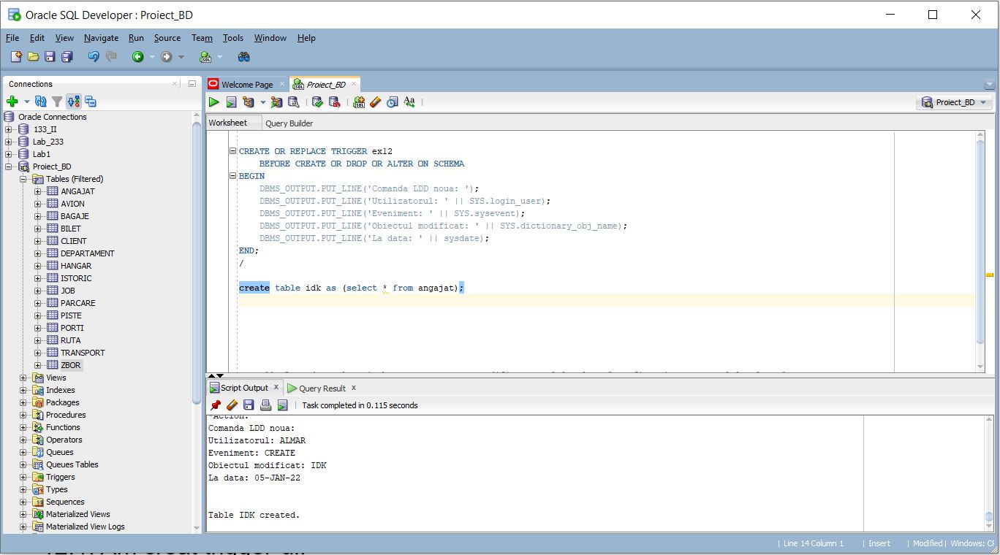 Oracle SQL Developer : Proiect_BD
File Edit View Navigate Run Source Team Tools Window Help
Connections
Welcome Page
Proiect_BD
Proiect_BD
Worksheet
Query Builder
Oracle Connections
133_II
Lab_233
Lab1
Proiect_BD
Tables (Filtered)
ANGAJAT
AVION
BAGAJE
BILET
CLIENT
DEPARTAMENT
HANGAR
ISTORIC
JOB
PARCARE
PISTE
PORTI
RUTA
TRANSPORT
ZBOR
Views
Indexes
Packages
Procedures
Functions
Operators
Queues
Queues Tables
Triggers
Types
Sequences
Materialized Views
Materialized View Logs
CREATE OR REPLACE TRIGGER ex12
BEFORE CREATE OR DROP OR ALTER ON SCHEMA
BEGIN
DBMS_OUTPUT.PUT_LINE('Comanda LDD noua: ');
DBMS_OUTPUT.PUT_LINE('Utilizatorul: ' || SYS.login_user);
DBMS_OUTPUT.PUT_LINE('Eveniment: ' || SYS.sysevent);
DBMS_OUTPUT.PUT_LINE('Obiectul modificat: ' || SYS.dictionary_obj_name);
DBMS_OUTPUT.PUT_LINE('La data: ' || sysdate);
END;
/
create table idk as (select * from angajat);
Script Output
Query Result
Task completed in 0.115 seconds
*Action:
Comanda LDD noua:
Utilizatorul: ALMAR
Eveniment: CREATE
Obiectul modificat: IDK
La data: 05-JAN-22
Table IDK created.
| Line 14 Column 1 | Insert | Modified | Windows: CF